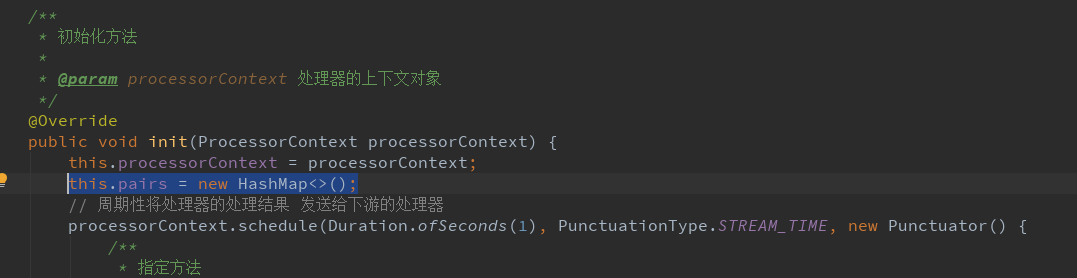 /**
* 初始化方法
*
* @param processorContext 处理器的上下文对象
*/
@Override
public void init(ProcessorContext processorContext) {
this.processorContext = processorContext;
this.pairs = new HashMap<>();
// 周期性将处理器的处理结果 发送给下游的处理器
processorContext.schedule(Duration.ofSeconds(1), PunctuationType.STREAM_TIME, new Punctuator() {
/**
* 指定方法